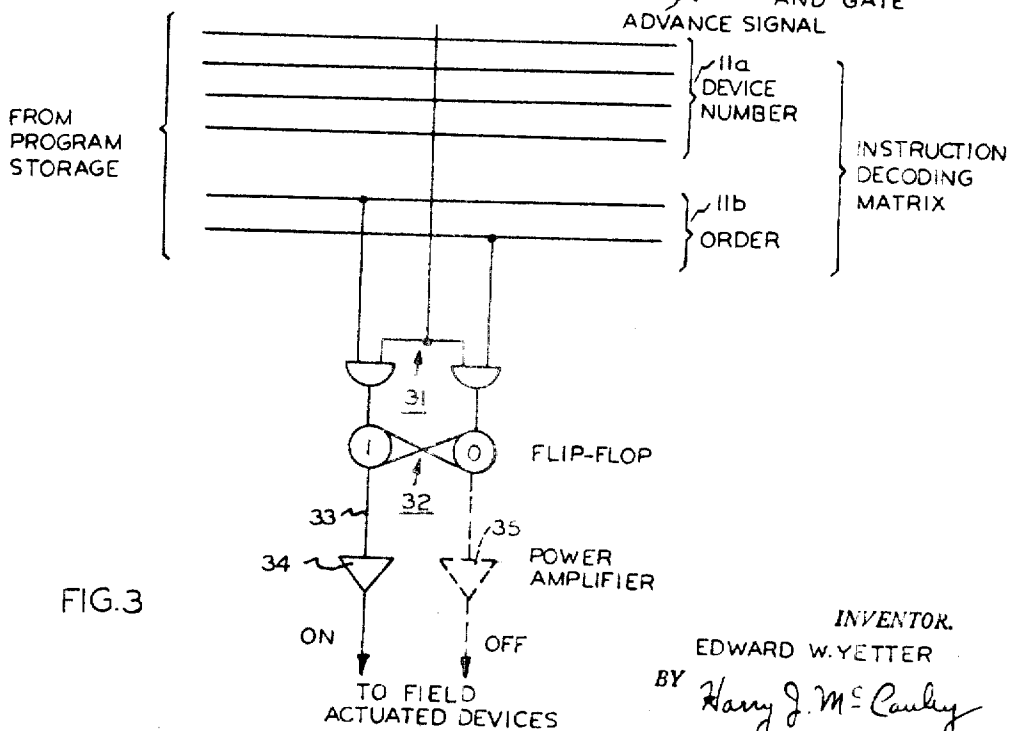 AND GATE
ADVANCE SIGNAL
11a
DEVICE
NUMBER
FROM
PROGRAM
STORAGE
INSTRUCTION
DECODING
MATRIX
11b
ORDER
31
1
0
FLIP-FLOP
32
33
35
34
POWER
AMPLIFIER
FIG.3
ON
OFF
TO FIELD
ACTUATED DEVICES
INVENTOR.
EDWARD W. YETTER
BY Harry J. McCauley